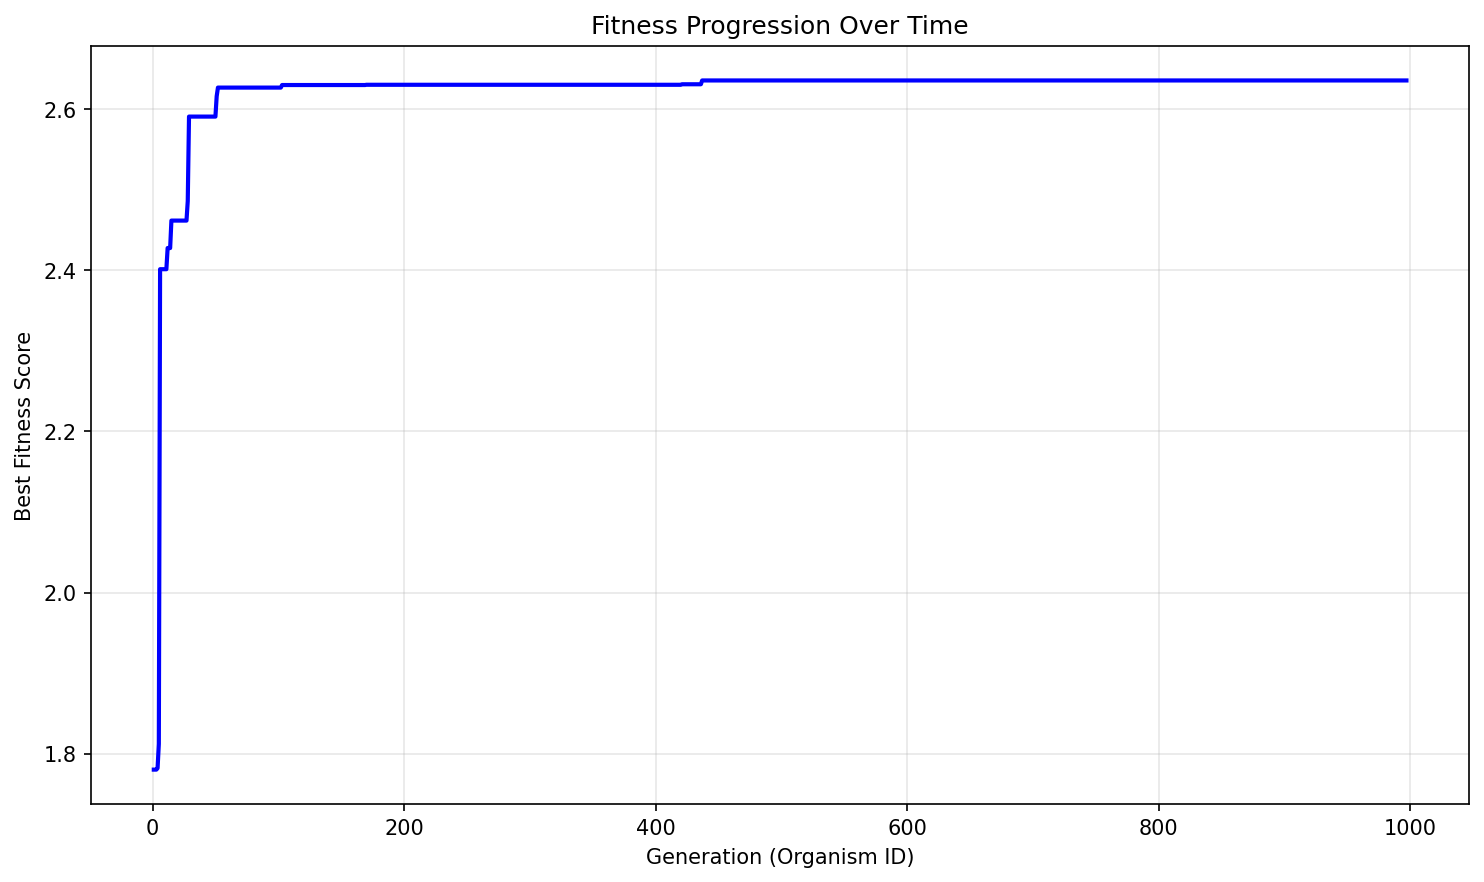 Fitness Progression Over Time
Best Fitness Score
2.6
2.4
2.2
2.0
1.8
0 200 400 600 800 1000
Generation (Organism ID)